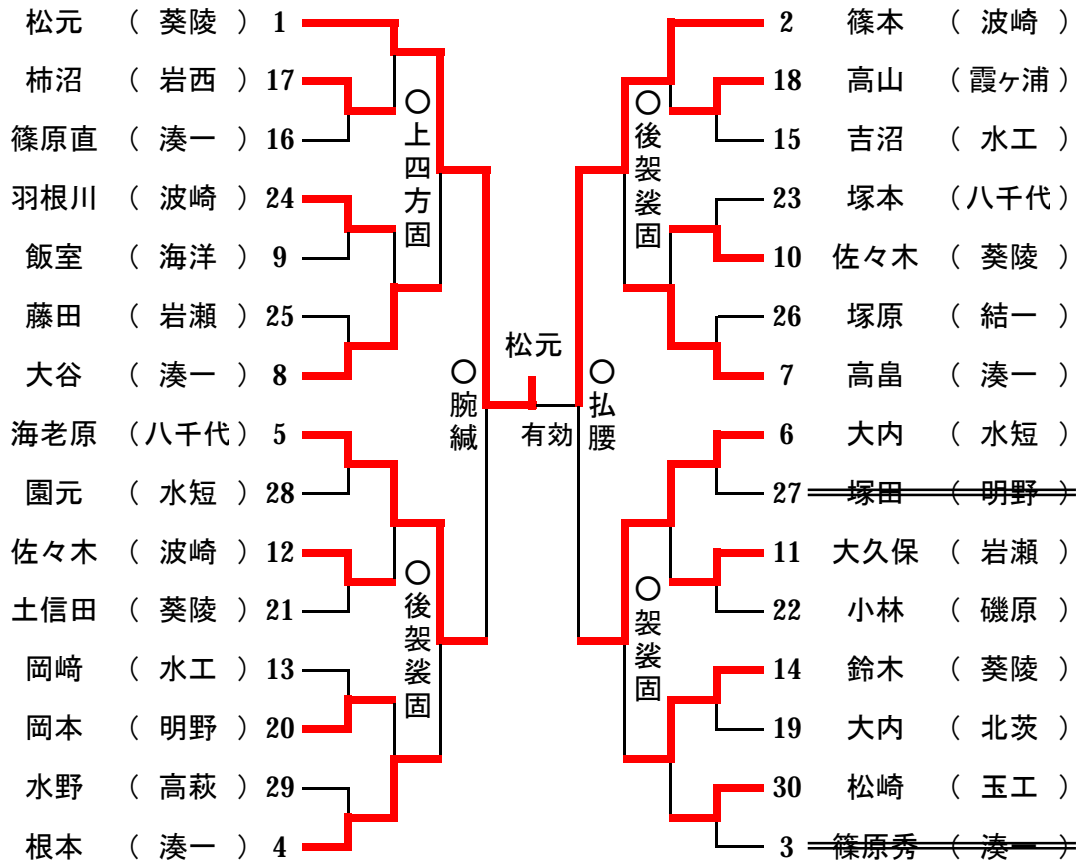 松元 ( 葵陵 ) 1
柿沼 ( 岩西 ) 17
篠原直 ( 湊一 ) 16
羽根川 ( 波崎 ) 24
飯室 ( 海洋 ) 9
藤田 ( 岩瀬 ) 25
大谷 ( 湊一 ) 8
海老原 (八千代) 5
園元 ( 水短 ) 28
佐々木 ( 波崎 ) 12
土信田 ( 葵陵 ) 21
岡﨑 ( 水工 ) 13
岡本 ( 明野 ) 20
水野 ( 高萩 ) 29
根本 ( 湊一 ) 4
○上四方固
○後袈裟固
○腕緘
松元
有効
○払腰
○後袈裟固
○袈裟固
2 篠本 ( 波崎 )
18 高山 (霞ヶ浦)
15 吉沼 ( 水工 )
23 塚本 (八千代)
10 佐々木 ( 葵陵 )
26 塚原 ( 結一 )
7 高畠 ( 湊一 )
6 大内 ( 水短 )
27 塚田 ( 明野 )
11 大久保 ( 岩瀬 )
22 小林 ( 磯原 )
14 鈴木 ( 葵陵 )
19 大内 ( 北茨 )
30 松崎 ( 玉工 )
3 篠原秀 ( 湊一 )